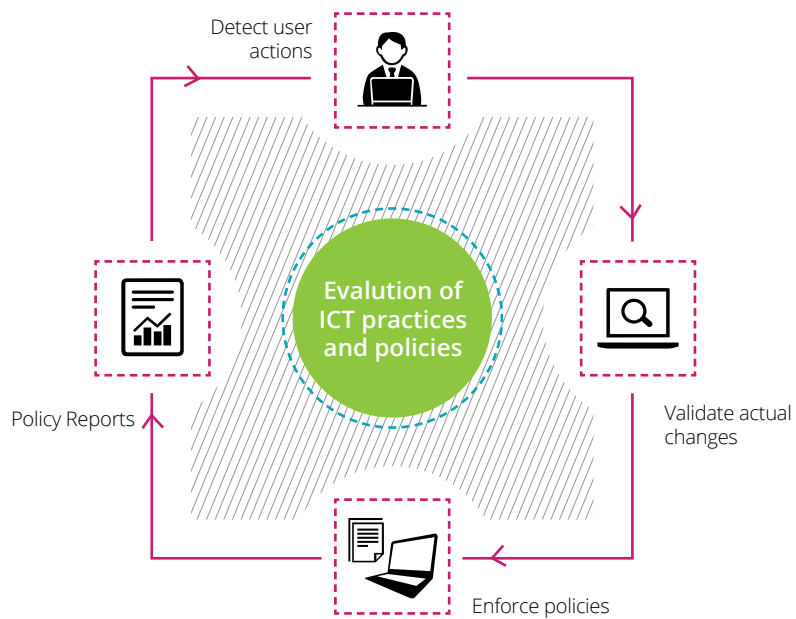 Detect user
actions
Evalution of
ICT practices
and policies
Policy Reports
Validate actual
changes
Enforce policies